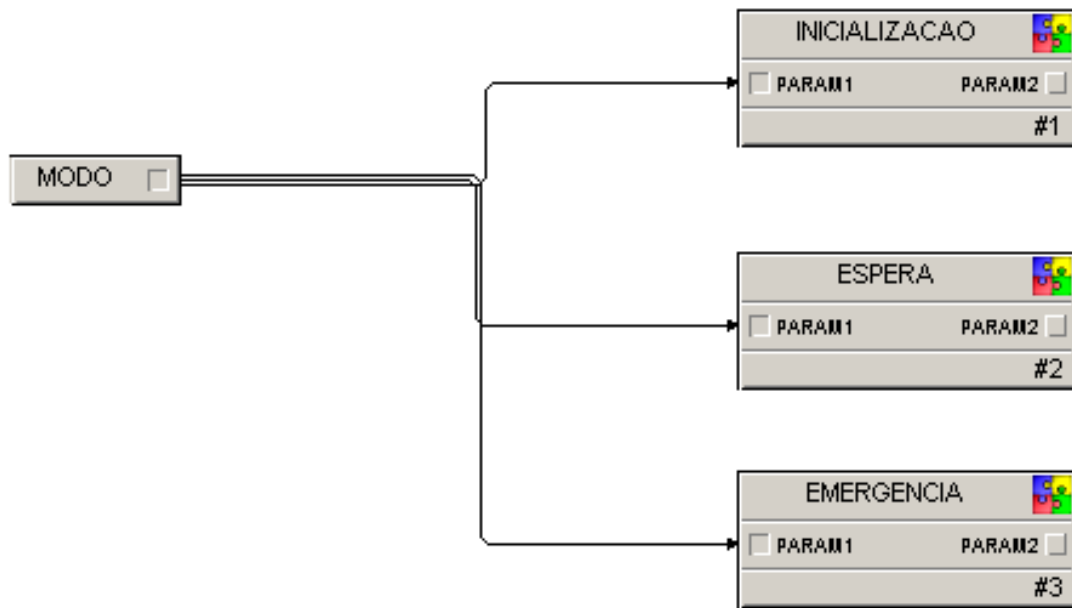 INICIALIZACAO
PARAM1 PARAM2
#1
MODO
ESPERA
PARAM1 PARAM2
#2
EMERGENCIA
PARAM1 PARAM2
#3